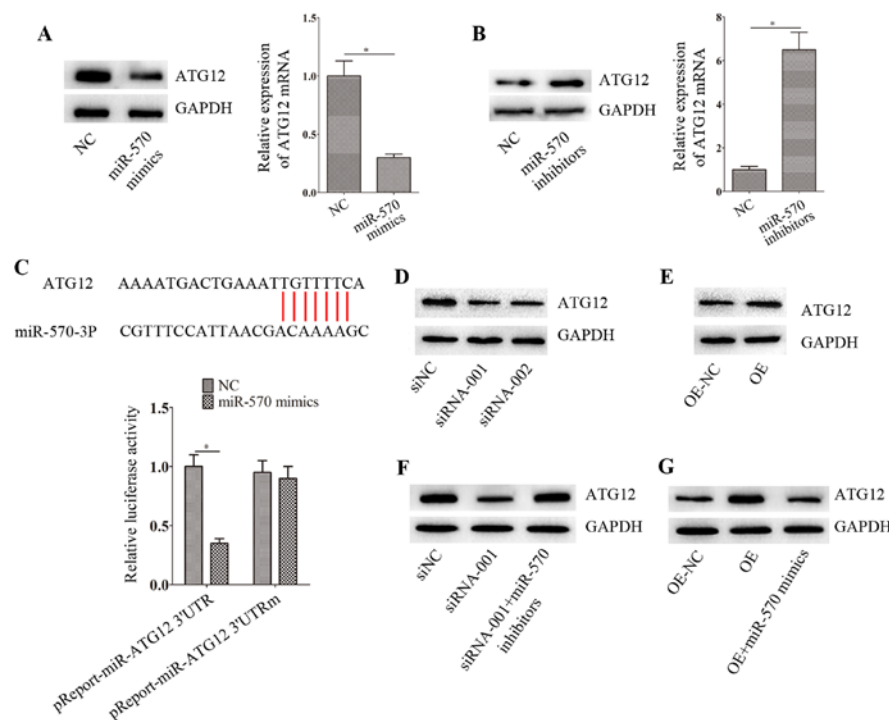 A
ATG12
GAPDH
NC
miR-570
mimics
Relative expression
of ATG12 mRNA
1.5
1.0
0.5
0.0
*
NC
miR-570
mimics
B
ATG12
GAPDH
NC
miR-570
inhibitors
Relative expression
of ATG12 mRNA
8
6
4
2
0
*
NC
miR-570
inhibitors
C
ATG12 AAAATGACTGAAATTGTTTTCA
miR-570-3P CGTTTCCATTAACGACAAAAGC
NC
miR-570 mimics
Relative luciferase activity
1.5
1.0
0.5
0.0
*
pReport-miR-ATG12 3'UTR
pReport-miR-ATG12 3'UTRm
D
ATG12
GAPDH
siNC
siRNA-001
siRNA-002
E
ATG12
GAPDH
OE-NC
OE
F
ATG12
GAPDH
siNC
siRNA-001
siRNA-001+miR-570
inhibitors
G
ATG12
GAPDH
OE-NC
OE
OE+miR-570 mimics